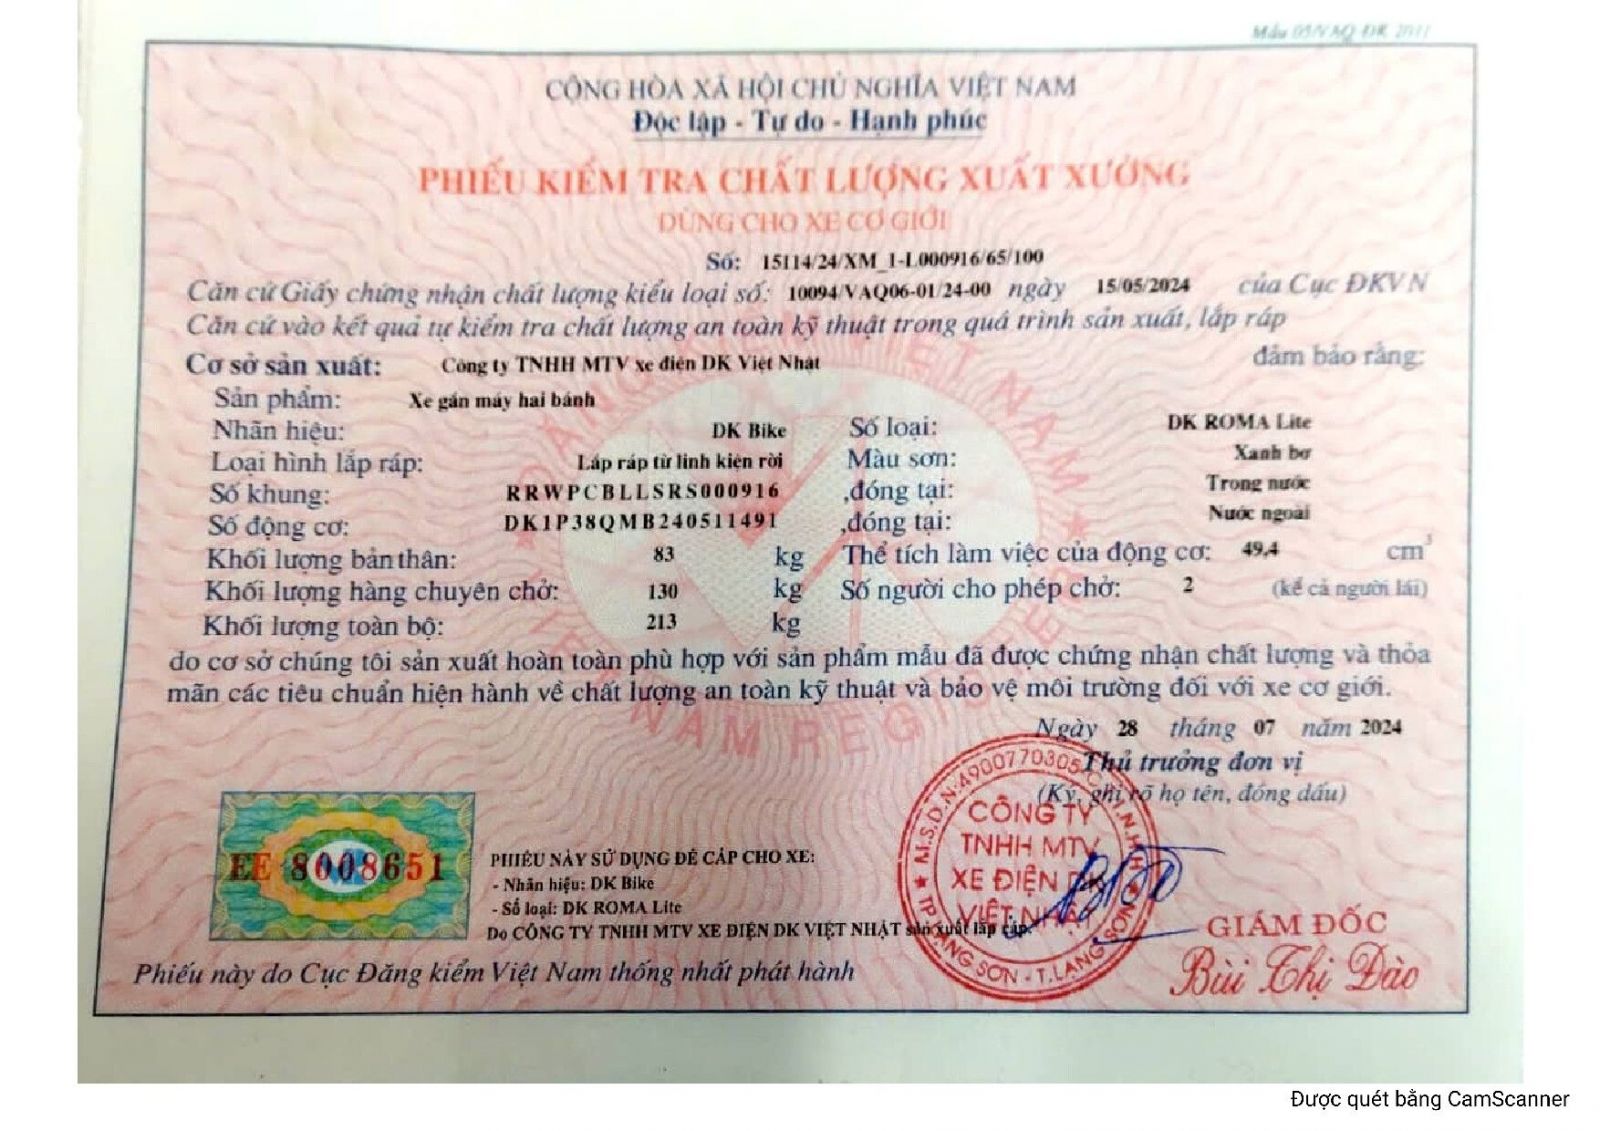 Mẫu 05/VAQ-ĐK 2011
CỘNG HÒA XÃ HỘI CHỦ NGHĨA VIỆT NAM
Độc lập - Tự do - Hạnh phúc
PHIẾU KIỂM TRA CHẤT LƯỢNG XUẤT XƯỞNG
DÙNG CHO XE CƠ GIỚI
Số: 15114/24/XM_1-L000916/65/100
Căn cứ Giấy chứng nhận chất lượng kiểu loại số: 10094/VAQ06-01/24-00 ngày 15/05/2024 của Cục ĐKVN
Căn cứ vào kết quả tự kiểm tra chất lượng an toàn kỹ thuật trong quá trình sản xuất, lắp ráp
Cơ sở sản xuất: Công ty TNHH MTV xe điện DK Việt Nhật đảm bảo rằng:
Sản phẩm: Xe gắn máy hai bánh
Nhãn hiệu: DK Bike Số loại: DK ROMA Lite
Loại hình lắp ráp: Lắp ráp từ linh kiện rời Màu sơn: Xanh bơ
Số khung: RRWPCBLLSRS000916 ,đóng tại: Trong nước
Số động cơ: DK1P38QMB240511491 ,đóng tại: Nước ngoài
Khối lượng bản thân: 83 kg Thể tích làm việc của động cơ: 49,4 cm³
Khối lượng hàng chuyên chở: 130 kg Số người cho phép chở: 2 (kể cả người lái)
Khối lượng toàn bộ: 213 kg
do cơ sở chúng tôi sản xuất hoàn toàn phù hợp với sản phẩm mẫu đã được chứng nhận chất lượng và thỏa
mãn các tiêu chuẩn hiện hành về chất lượng an toàn kỹ thuật và bảo vệ môi trường đối với xe cơ giới.
Ngày 28 tháng 07 năm 2024
Thủ trưởng đơn vị
(Ký, ghi rõ họ tên, đóng dấu)
M.S.D.N:4900770305
CÔNG TY
TNHH MTV
XE ĐIỆN DK
VIỆT NHẬT
TP LẠNG SƠN - T.LẠNG SƠN
EE 8008651
PHIẾU NÀY SỬ DỤNG ĐỂ CẤP CHO XE:
- Nhãn hiệu: DK Bike
- Số loại: DK ROMA Lite
Do CÔNG TY TNHH MTV XE ĐIỆN DK VIỆT NHẬT sản xuất lắp ráp.
GIÁM ĐỐC
Bùi Thị Đào
Phiếu này do Cục Đăng kiểm Việt Nam thống nhất phát hành
Được quét bằng CamScanner